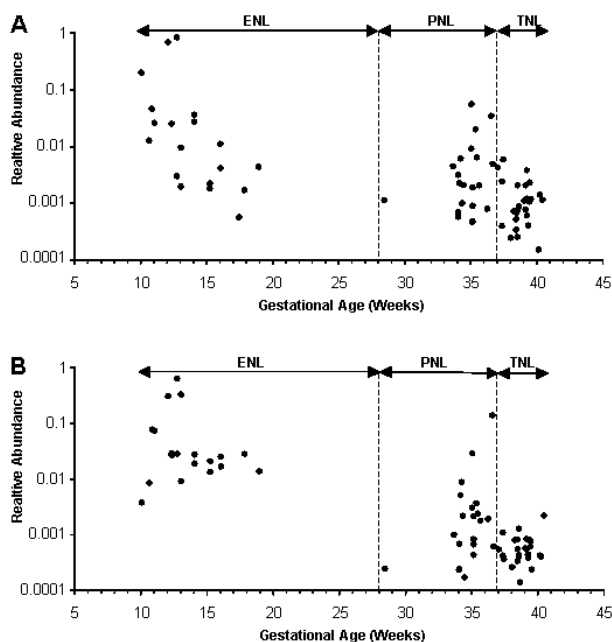 A
ENL PNL TNL
1
0.1
0.01
0.001
0.0001
Realtive Abundance
5 10 15 20 25 30 35 40 45
Gestational Age (Weeks)
B
ENL PNL TNL
1
0.1
0.01
0.001
0.0001
Realtive Abundance
5 10 15 20 25 30 35 40 45
Gestational Age (Weeks)